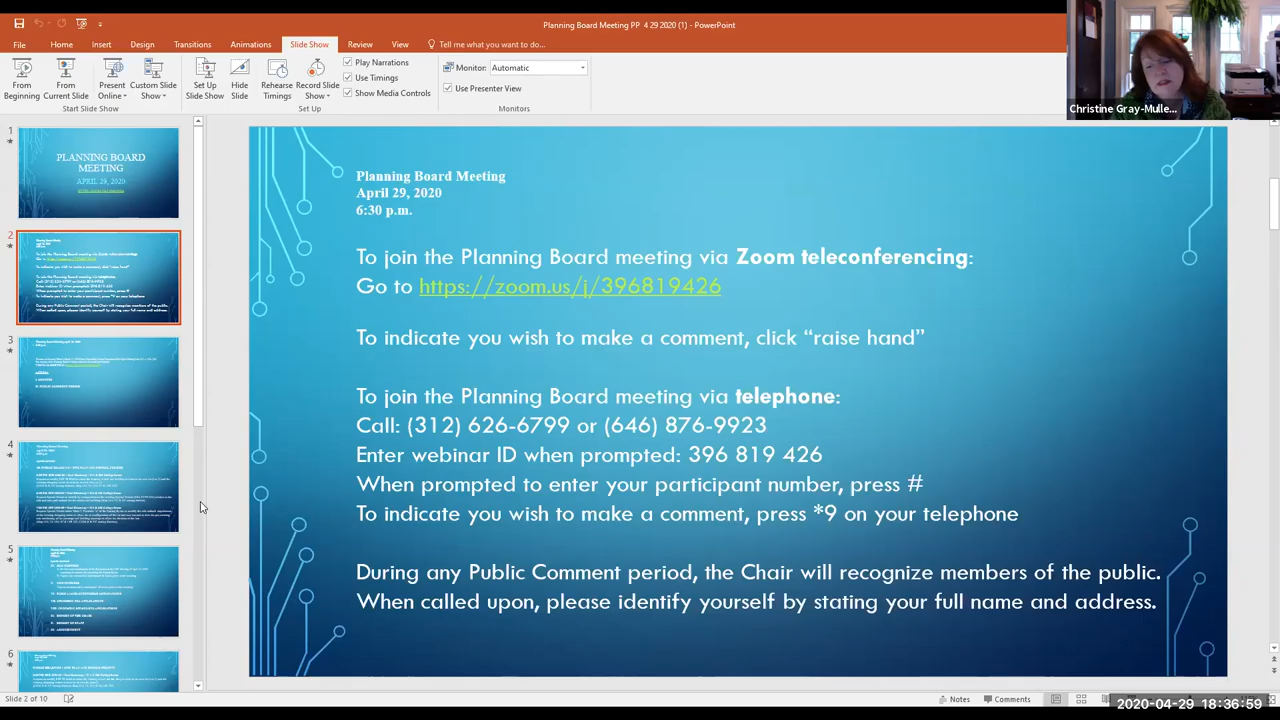 Planning Board Meeting PP 4 29 2020 (1) - PowerPoint
File Home Insert Design Transitions Animations Slide Show Review View Tell me what you want to do...
From Beginning
From Current Slide
Present Online
Custom Slide Show
Start Slide Show
Set Up Slide Show
Hide Slide
Rehearse Timings
Record Slide Show
Play Narrations
Use Timings
Show Media Controls
Set Up
Monitor: Automatic
Use Presenter View
Monitors
Christine Gray-Mulle...
1
PLANNING BOARD
MEETING
APRIL 29, 2020
2
3
4
5
6
Planning Board Meeting
April 29, 2020
6:30 p.m.
To join the Planning Board meeting via Zoom teleconferencing:
Go to https://zoom.us/j/396819426
To indicate you wish to make a comment, click “raise hand”
To join the Planning Board meeting via telephone:
Call: (312) 626-6799 or (646) 876-9923
Enter webinar ID when prompted: 396 819 426
When prompted to enter your participant number, press #
To indicate you wish to make a comment, press *9 on your telephone
During any Public Comment period, the Chair will recognize members of the public.
When called upon, please identify yourself by stating your full name and address.
Slide 2 of 10
Notes Comments
2020-04-29 18:36:59